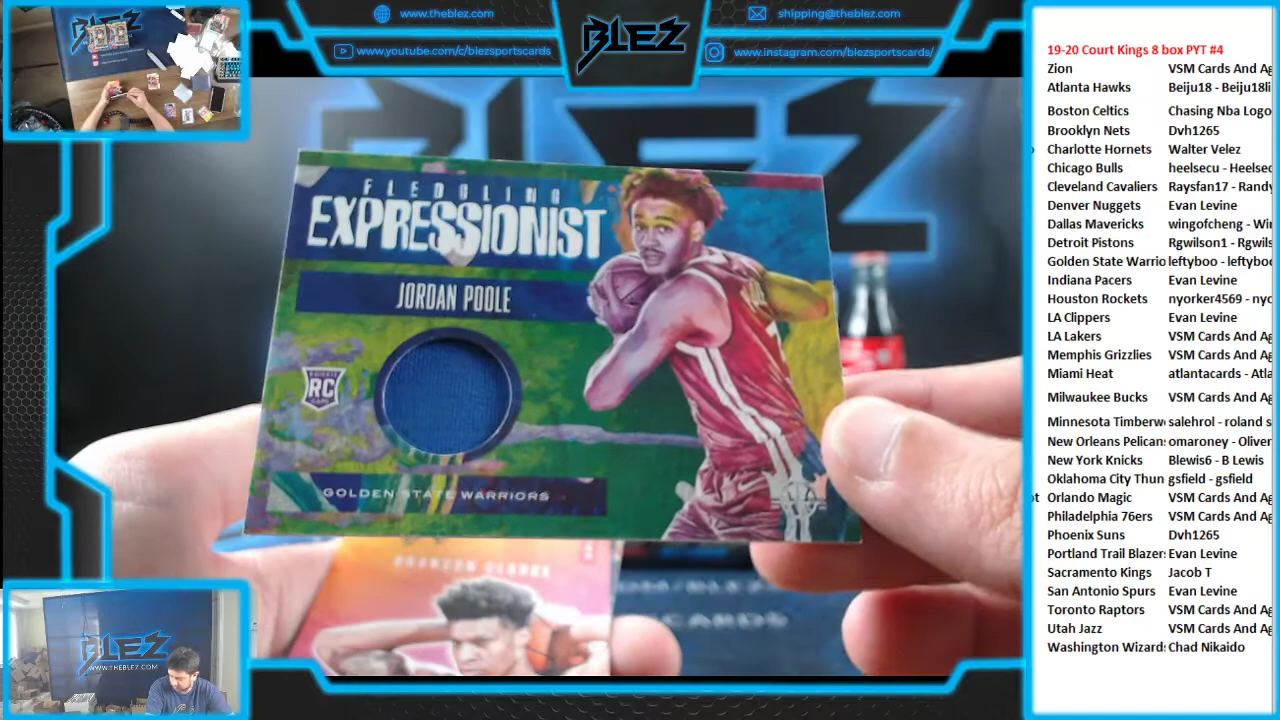 www.theblez.com
shipping@theblez.com
www.youtube.com/c/blezsportscards
www.instagram.com/blezsportscards/
BLEZ
FLEDGLING
EXPRESSIONIST
JORDAN POOLE
ROOKIE
RC
CARD
GOLDEN STATE WARRIORS
BRANDON CLARKE
CARDS
BLEZ
WWW.THEBLEZ.COM
19-20 Court Kings 8 box PYT #4
Zion VSM Cards And Ag
Atlanta Hawks Beiju18 - Beiju18li
Boston Celtics Chasing Nba Logo
Brooklyn Nets Dvh1265
Charlotte Hornets Walter Velez
Chicago Bulls heelsecu - Heelsec
Cleveland Cavaliers Raysfan17 - Randy
Denver Nuggets Evan Levine
Dallas Mavericks wingofcheng - Win
Detroit Pistons Rgwilson1 - Rgwils
Golden State Warrio leftyboo - leftyboo
Indiana Pacers Evan Levine
Houston Rockets nyorker4569 - nyo
LA Clippers Evan Levine
LA Lakers VSM Cards And Ag
Memphis Grizzlies VSM Cards And Ag
Miami Heat atlantacards - Atla
Milwaukee Bucks VSM Cards And Ag
Minnesota Timberw salehrol - roland s
New Orleans Pelican omaroney - Oliver
New York Knicks Blewis6 - B Lewis
Oklahoma City Thun gsfield - gsfield
Orlando Magic VSM Cards And Ag
Philadelphia 76ers VSM Cards And Ag
Phoenix Suns Dvh1265
Portland Trail Blazer Evan Levine
Sacramento Kings Jacob T
San Antonio Spurs Evan Levine
Toronto Raptors VSM Cards And Ag
Utah Jazz VSM Cards And Ag
Washington Wizard Chad Nikaido